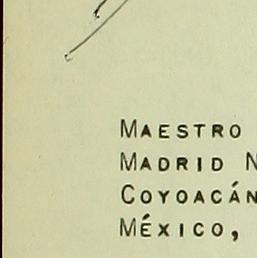 MAESTRO
MADRID N
COYOACÁN
MÉXICO,